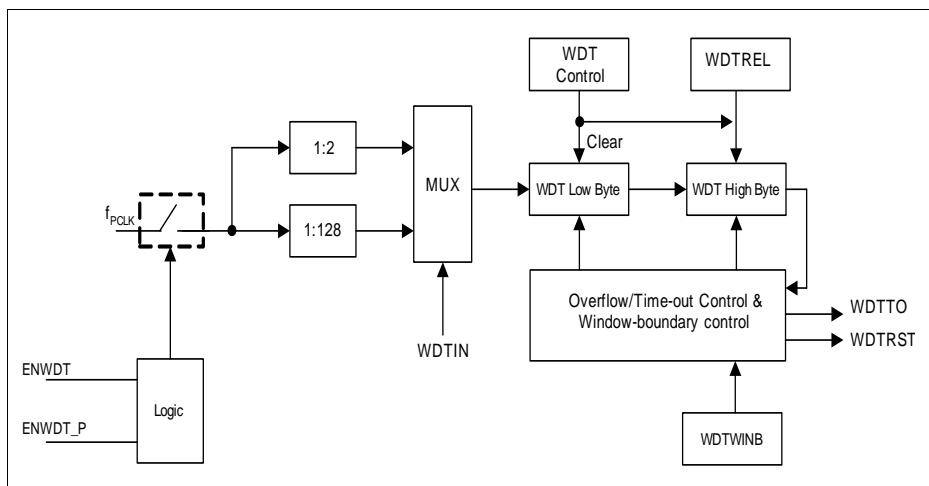 WDT
Control
WDTREL
Clear
1:2
MUX
WDT Low Byte
WDT High Byte
fPCLK
1:128
Overflow/Time-out Control &
Window-boundary control
WDTTO
WDTRST
WDTIN
ENWDT
Logic
ENWDT_P
WDTWINB